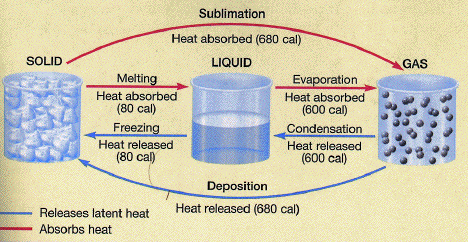 Sublimation
Heat absorbed (680 cal)
SOLID
LIQUID
GAS
Melting
Heat absorbed
(80 cal)
Evaporation
Heat absorbed
(600 cal)
Freezing
Heat released
(80 cal)
Condensation
Heat released
(600 cal)
Deposition
Heat released (680 cal)
Releases latent heat
Absorbs heat